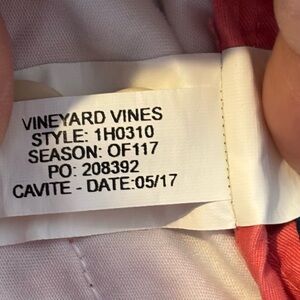 VINEYARD VINES
STYLE: 1H0310
SEASON: OF117
PO: 208392
CAVITE - DATE:05/17